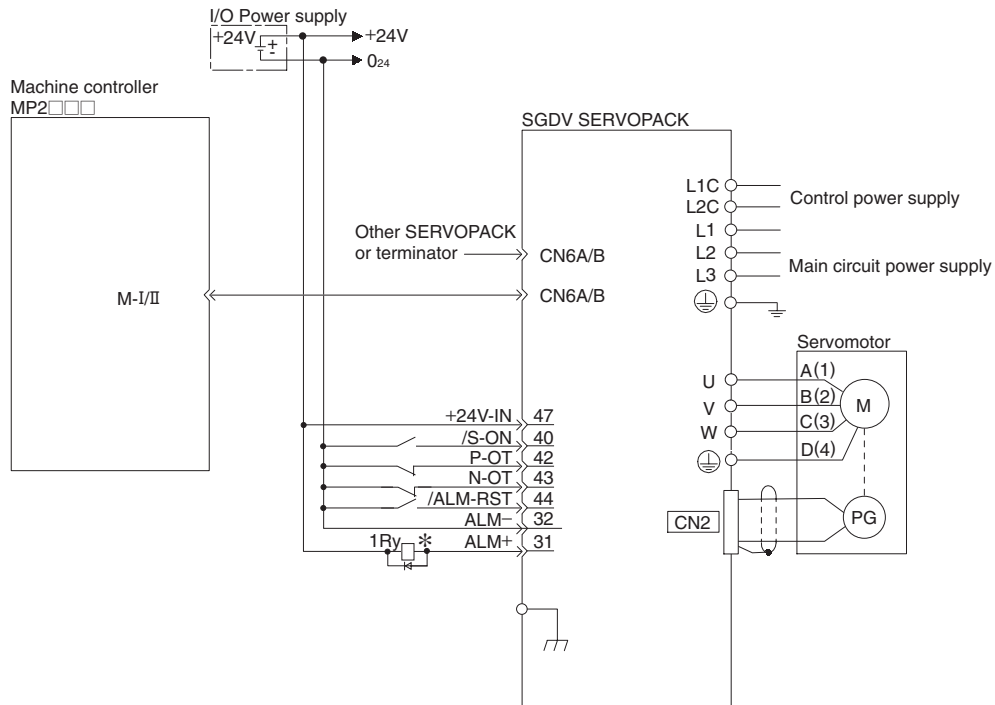 I/O Power supply
+24V
±
+24V
0₂₄
Machine controller
MP2□□□
M-I/II
SGDV SERVOPACK
Other SERVOPACK
or terminator
CN6A/B
CN6A/B
L1C
L2C
Control power supply
L1
L2
L3
Main circuit power supply
Servomotor
U
A(1)
V
B(2)
W
C(3)
D(4)
M
PG
CN2
+24V-IN 47
/S-ON 40
P-OT 42
N-OT 43
/ALM-RST 44
ALM− 32
1Ry * ALM+ 31